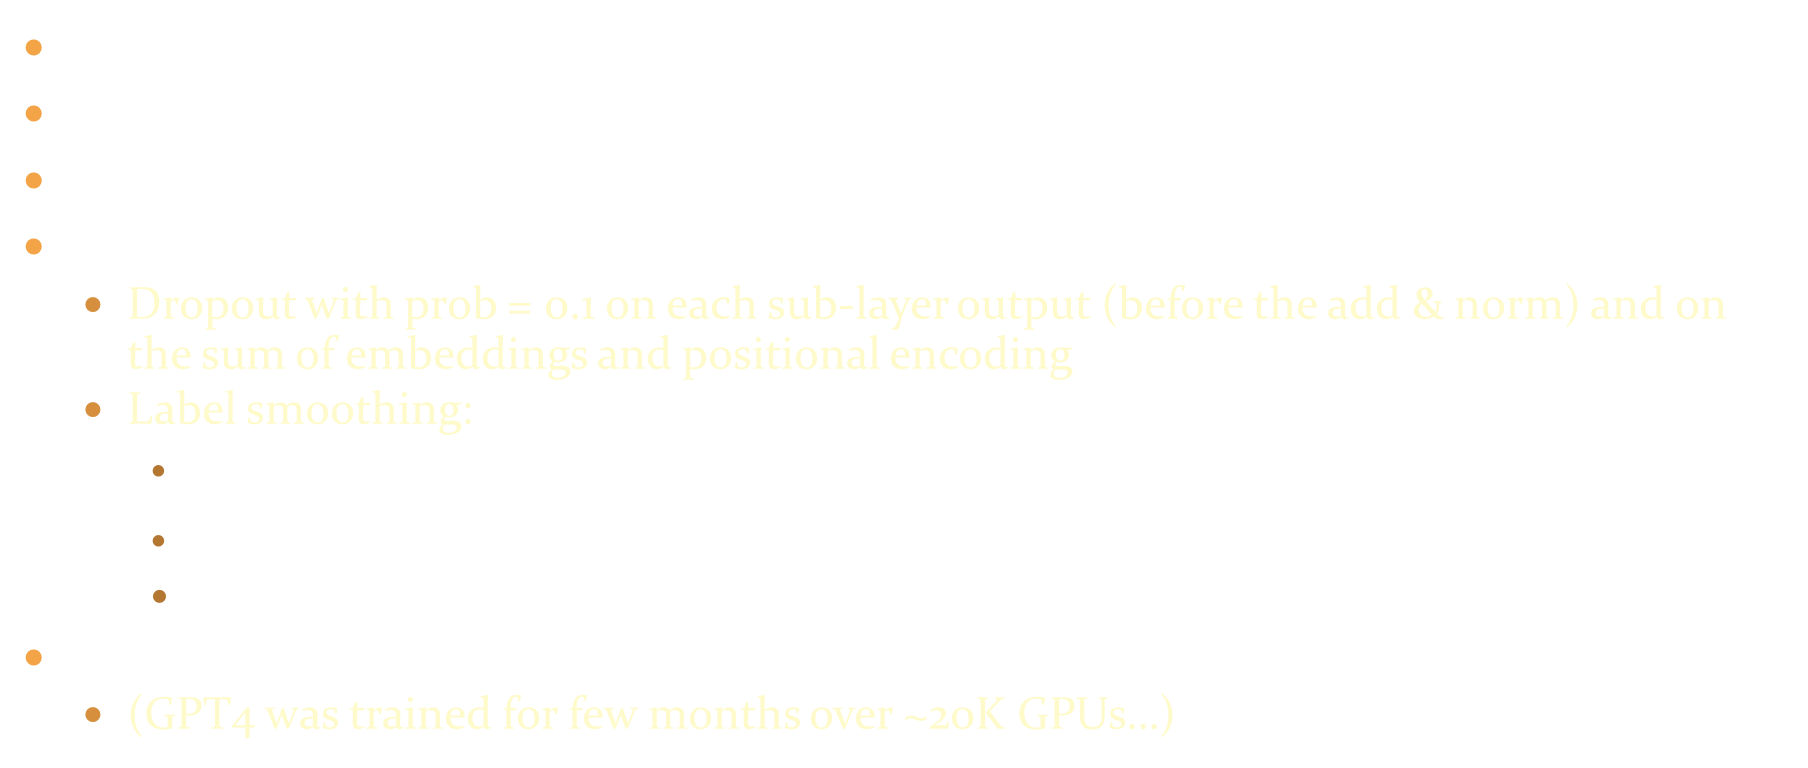 Dropout with prob = 0.1 on each sub-layer output (before the add & norm) and on
the sum of embeddings and positional encoding
Label smoothing:
(GPT4 was trained for few months over ~20K GPUs...)